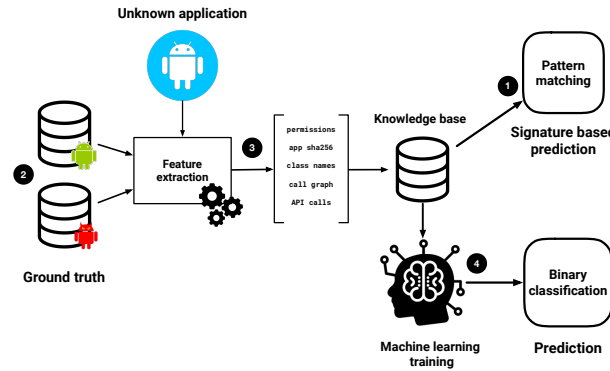 Unknown application
1
Pattern
matching
Signature based
prediction
Knowledge base
3
permissions
app sha256
class names
call graph
API calls
Feature
extraction
2
Ground truth
4
Binary
classification
Machine learning
training
Prediction